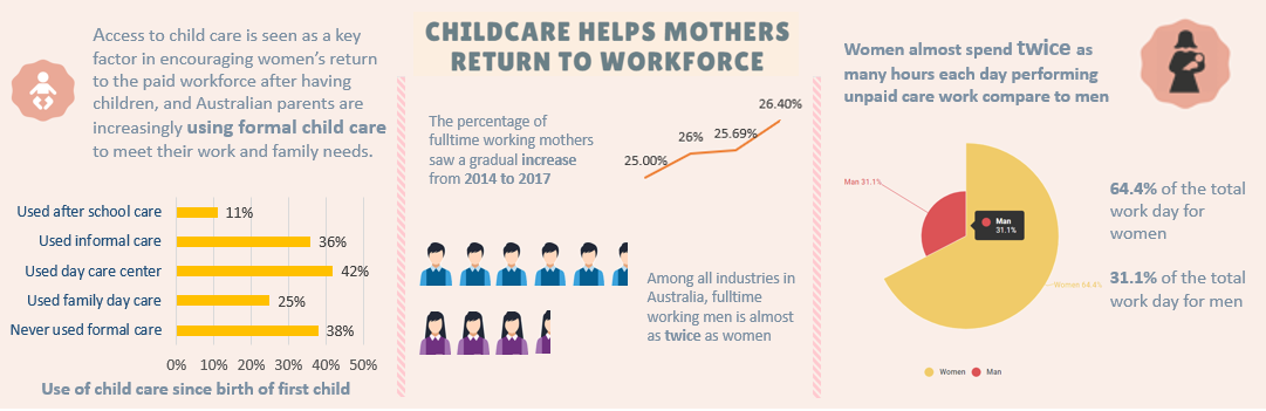 Access to child care is seen as a key
factor in encouraging women's return
to the paid workforce after having
children, and Australian parents are
increasingly using formal child care
to meet their work and family needs.
Used after school care 11%
Used informal care 36%
Used day care center 42%
Used family day care 25%
Never used formal care 38%
0% 10% 20% 30% 40% 50%
Use of child care since birth of first child
CHILDCARE HELPS MOTHERS
RETURN TO WORKFORCE
The percentage of
fulltime working mothers
saw a gradual increase
from 2014 to 2017
25.00%
26%
25.69%
26.40%
Among all industries in
Australia, fulltime
working men is almost
as twice as women
Women almost spend twice as
many hours each day performing
unpaid care work compare to men
Man 31.1%
Man
31.1%
Women 64.4%
Women Man
64.4% of the total
work day for
women
31.1% of the total
work day for men